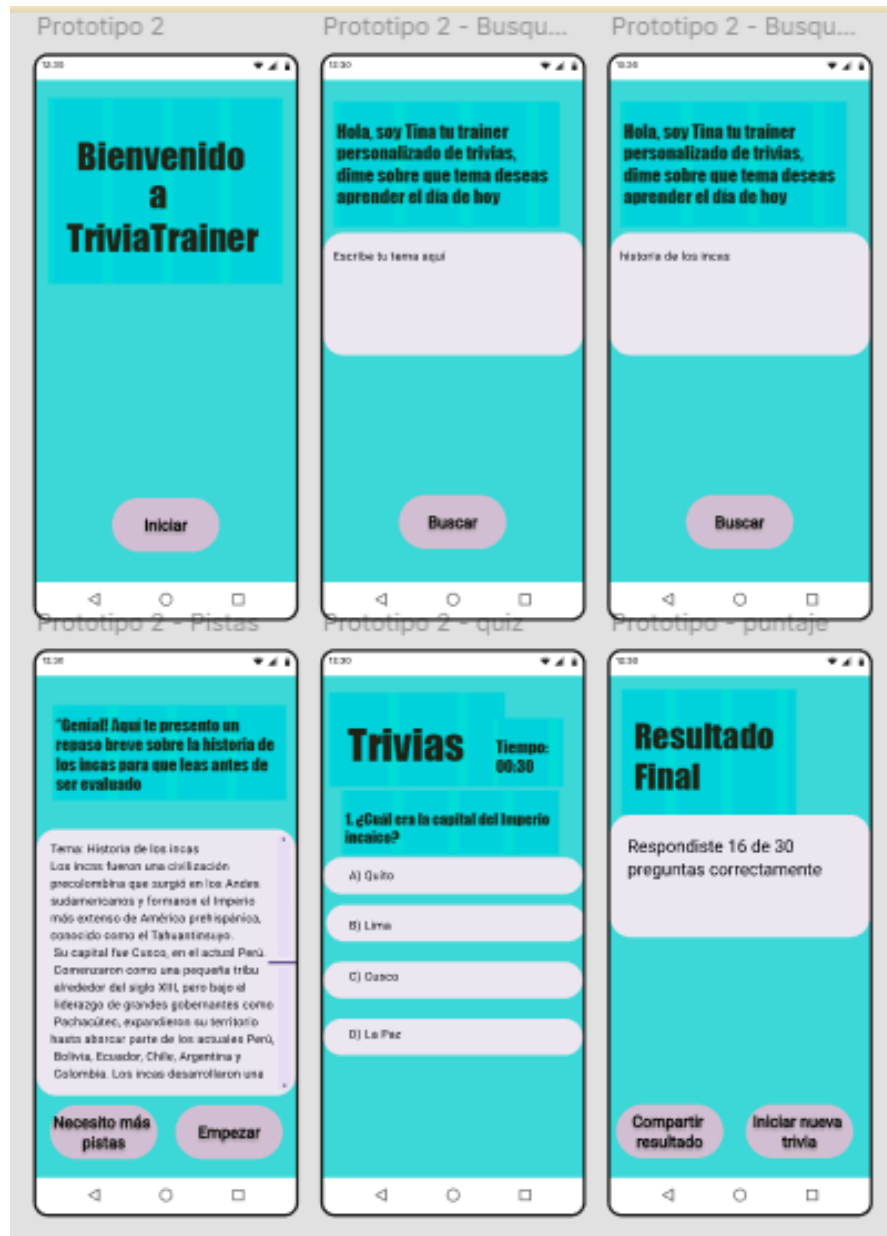 Prototipo 2
Prototipo 2 - Busqu...
Prototipo 2 - Busqu...
12:30
Bienvenido
a
TriviaTrainer
Iniciar
12:30
Hola, soy Tina tu trainer
personalizado de trivias,
dime sobre que tema deseas
aprender el día de hoy
Escribe tu tema aquí
Buscar
12:30
Hola, soy Tina tu trainer
personalizado de trivias,
dime sobre que tema deseas
aprender el día de hoy
historia de los incas
Buscar
Prototipo 2 - Pistas
Prototipo 2 - quiz
Prototipo - puntaje
12:30
"Genial! Aquí te presento un
repaso breve sobre la historia de
los incas para que leas antes de
ser evaluado
Tema: Historia de los incas
Los incas fueron una civilización
precolombina que surgió en los Andes
sudamericanos y formaron el Imperio
más extenso de América prehispánica,
conocido como el Tahuantinsuyo.
Su capital fue Cusco, en el actual Perú.
Comenzaron como una pequeña tribu
alrededor del siglo XIII, pero bajo el
liderazgo de grandes gobernantes como
Pachacútec, expandieron su territorio
hasta abarcar parte de los actuales Perú,
Bolivia, Ecuador, Chile, Argentina y
Colombia. Los incas desarrollaron una
Necesito más
pistas
Empezar
12:30
Trivias
Tiempo:
00:30
1. ¿Cuál era la capital del Imperio
incaico?
A) Quito
B) Lima
C) Cusco
D) La Paz
12:30
Resultado
Final
Respondiste 16 de 30
preguntas correctamente
Compartir
resultado
Iniciar nueva
trivia